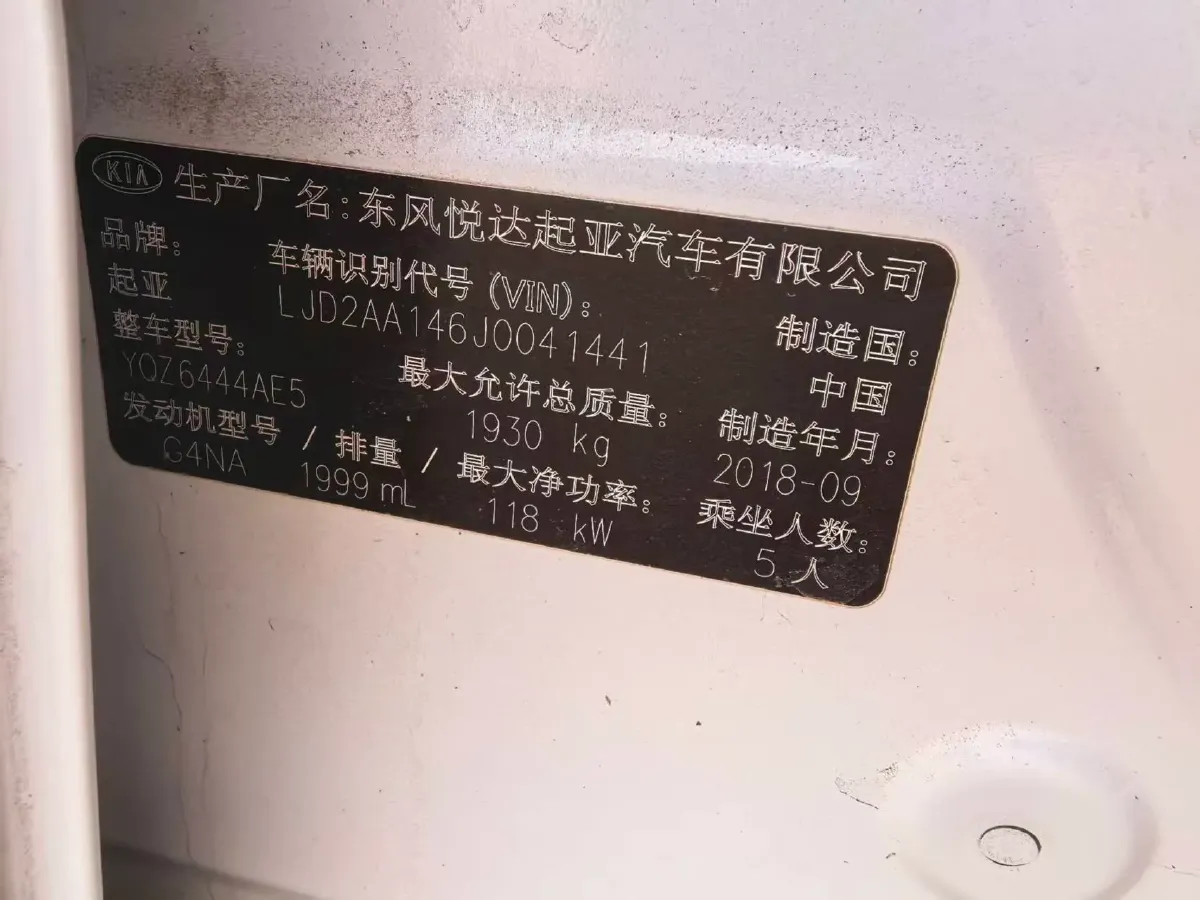 KIA 生产厂名:东风悦达起亚汽车有限公司
品牌: 车辆识别代号 (VIN): 制造国:
起亚 LJD2AA146J0041441 中国
整车型号: 最大允许总质量: 制造年月:
YQZ6444AE5 1930 kg 2018-09
发动机型号 / 排量 / 最大净功率: 乘坐人数:
G4NA 1999 mL 118 kW 5 人